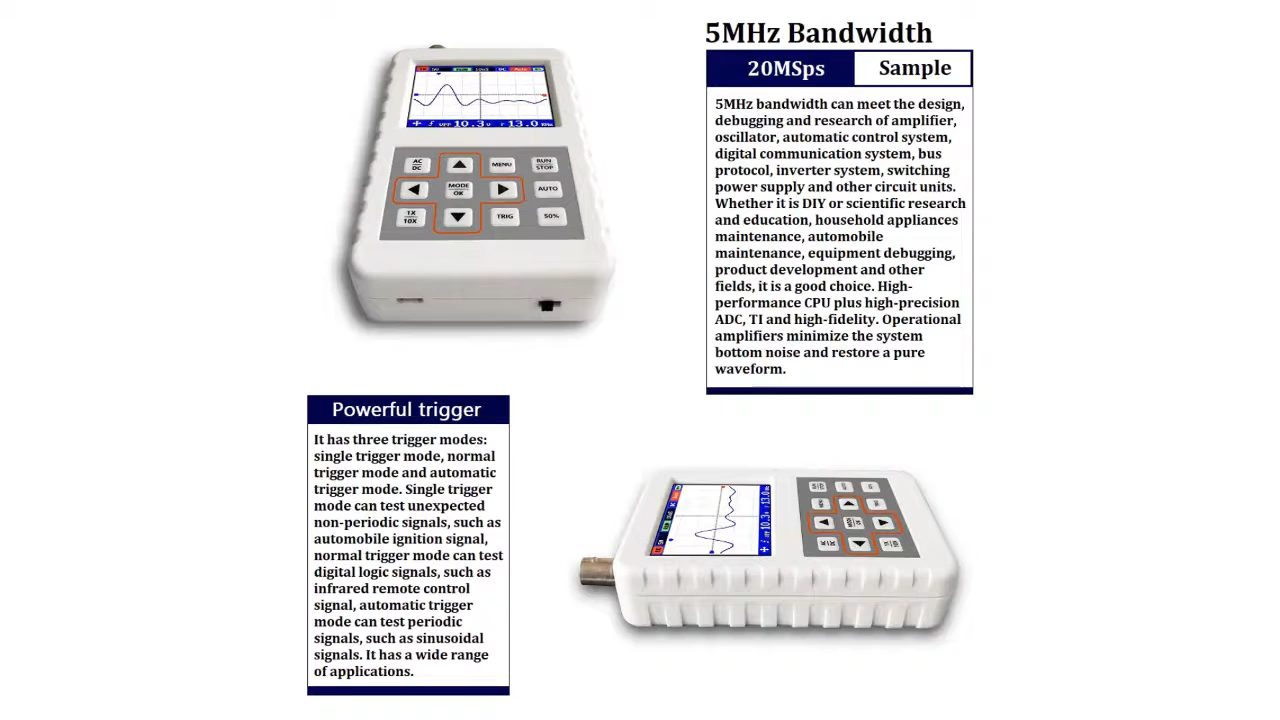 5MHz Bandwidth
20MSps Sample
5MHz bandwidth can meet the design,
debugging and research of amplifier,
oscillator, automatic control system,
digital communication system, bus
protocol, inverter system, switching
power supply and other circuit units.
Whether it is DIY or scientific research
and education, household appliances
maintenance, automobile
maintenance, equipment debugging,
product development and other
fields, it is a good choice. High-
performance CPU plus high-precision
ADC, TI and high-fidelity. Operational
amplifiers minimize the system
bottom noise and restore a pure
waveform.
VPP 10.3V F 13.0 KHz
AC
DC
MENU
RUN
STOP
MODE
OK
AUTO
1X
10X
TRIG
50%
Powerful trigger
It has three trigger modes:
single trigger mode, normal
trigger mode and automatic
trigger mode. Single trigger
mode can test unexpected
non-periodic signals, such as
automobile ignition signal,
normal trigger mode can test
digital logic signals, such as
infrared remote control
signal, automatic trigger
mode can test periodic
signals, such as sinusoidal
signals. It has a wide range
of applications.